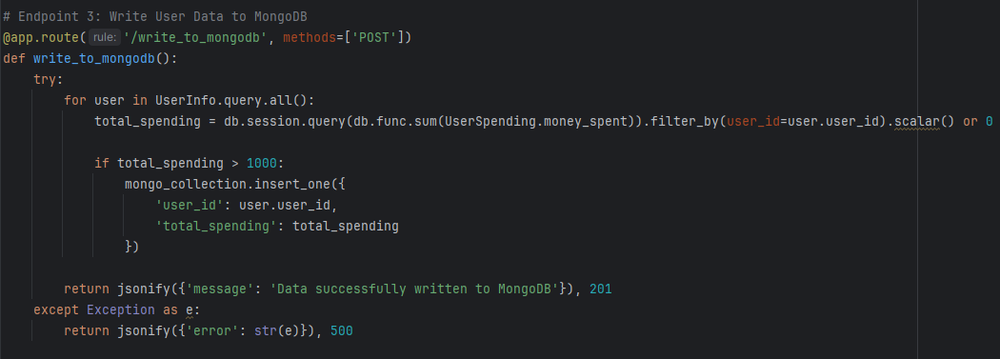 # Endpoint 3: Write User Data to MongoDB
@app.route( rule: '/write_to_mongodb', methods=['POST'])
def write_to_mongodb():
    try:
        for user in UserInfo.query.all():
            total_spending = db.session.query(db.func.sum(UserSpending.money_spent)).filter_by(user_id=user.user_id).scalar() or 0
            if total_spending > 1000:
                mongo_collection.insert_one({
                    'user_id': user.user_id,
                    'total_spending': total_spending
                })
        return jsonify({'message': 'Data successfully written to MongoDB'}), 201
    except Exception as e:
        return jsonify({'error': str(e)}), 500